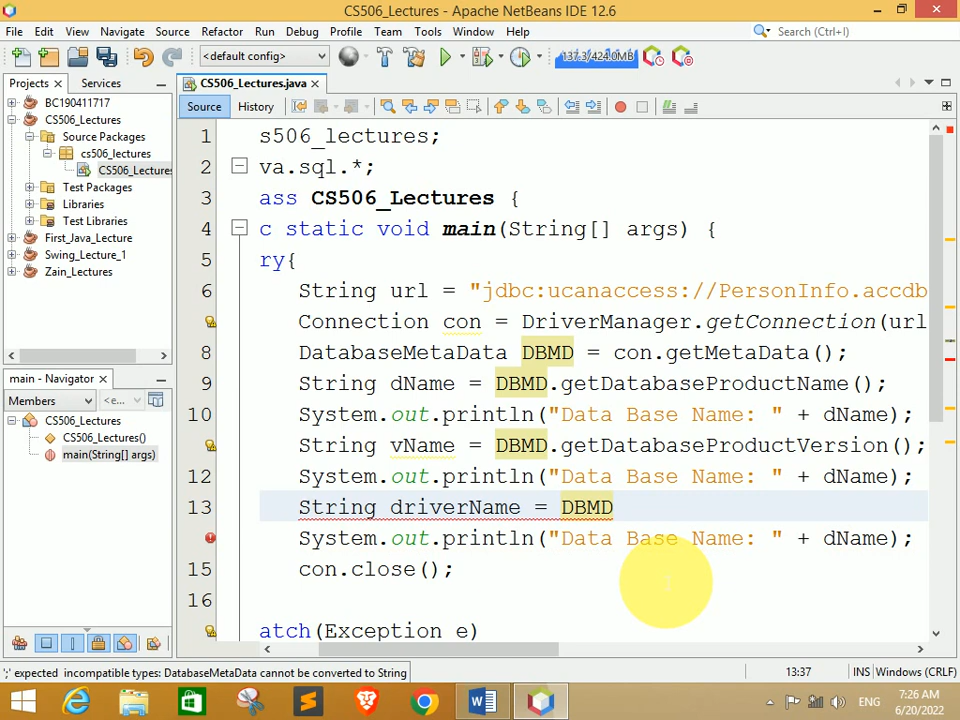 CS506_Lectures - Apache NetBeans IDE 12.6
File Edit View Navigate Source Refactor Run Debug Profile Team Tools Window Help
Search (Ctrl+I)
<default config>
137.3/424.0MB
Projects
Services
BC190411717
CS506_Lectures
Source Packages
cs506_lectures
CS506_Lectures
Test Packages
Libraries
Test Libraries
First_Java_Lecture
Swing_Lecture_1
Zain_Lectures
main - Navigator
Members
<e...
CS506_Lectures
CS506_Lectures()
main(String[] args)
CS506_Lectures.java
Source
History
1 s506_lectures;
2 va.sql.*;
3 ass CS506_Lectures {
4 c static void main(String[] args) {
5 ry{
6 String url = "jdbc:ucanaccess://PersonInfo.accdb
Connection con = DriverManager.getConnection(url
8 DatabaseMetaData DBMD = con.getMetaData();
9 String dName = DBMD.getDatabaseProductName();
10 System.out.println("Data Base Name: " + dName);
String vName = DBMD.getDatabaseProductVersion();
12 System.out.println("Data Base Name: " + dName);
13 String driverName = DBMD
System.out.println("Data Base Name: " + dName);
15 con.close();
16
atch(Exception e)
';' expected incompatible types: DatabaseMetaData cannot be converted to String
13:37
INS
Windows (CRLF)
ENG
7:26 AM
6/20/2022